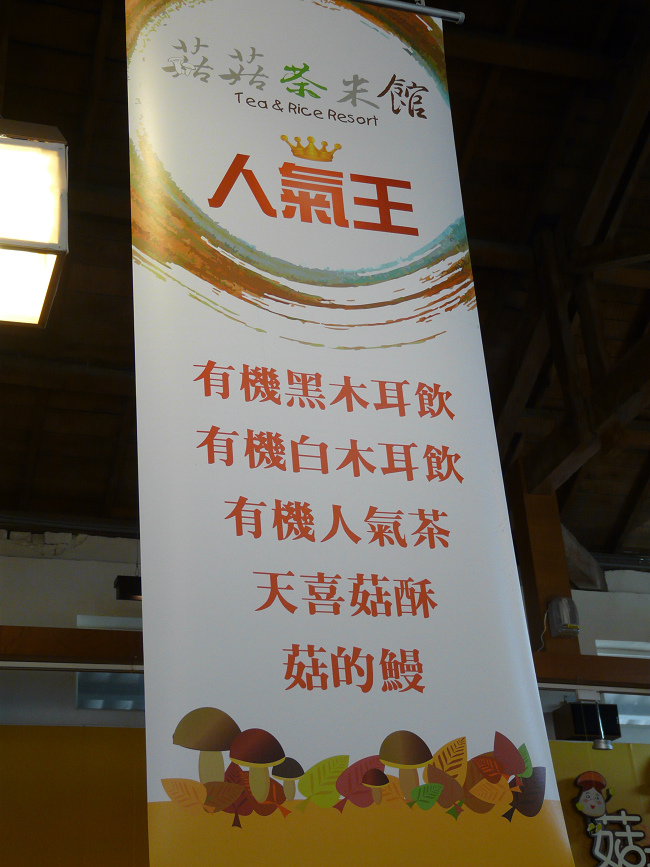 菇菇茶米館
Tea & Rice Resort
人氣王
有機黑木耳飲
有機白木耳飲
有機人氣茶
天喜菇酥
菇的鰻
菇